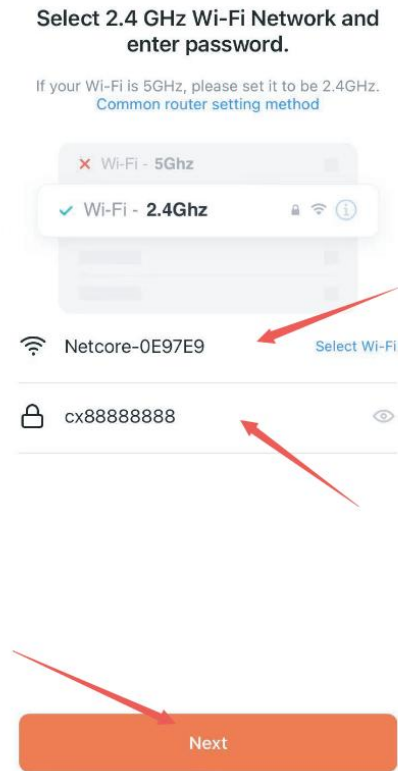 Select 2.4 GHz Wi-Fi Network and
enter password.
If your Wi-Fi is 5GHz, please set it to be 2.4GHz.
Common router setting method
Wi-Fi - 5Ghz
Wi-Fi - 2.4Ghz
Netcore-0E97E9 Select Wi-Fi
cx88888888
Next